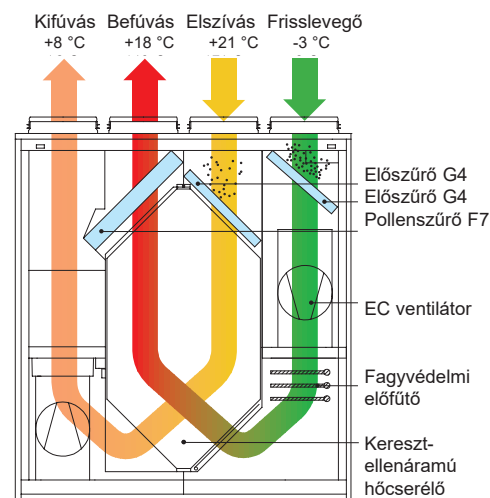 Kifúvás Befúvás Elszívás Frisslevegő
+8 °C +18 °C +21 °C -3 °C
Előszűrő G4
Előszűrő G4
Pollenszűrő F7
EC ventilátor
Fagyvédelmi
előfűtő
Kereszt-
ellenáramú
hőcserélő